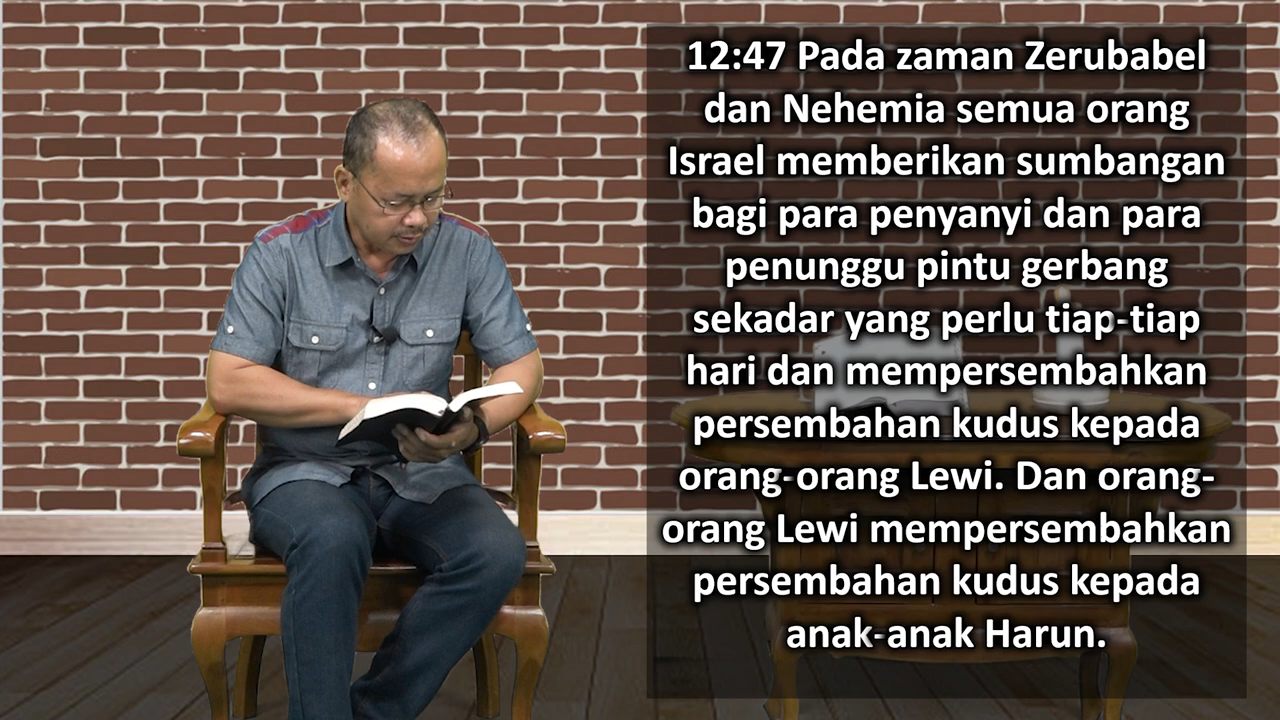 12:47 Pada zaman Zerubabel
dan Nehemia semua orang
Israel memberikan sumbangan
bagi para penyanyi dan para
penunggu pintu gerbang
sekadar yang perlu tiap-tiap
hari dan mempersembahkan
persembahan kudus kepada
orang-orang Lewi. Dan orang-
orang Lewi mempersembahkan
persembahan kudus kepada
anak-anak Harun.